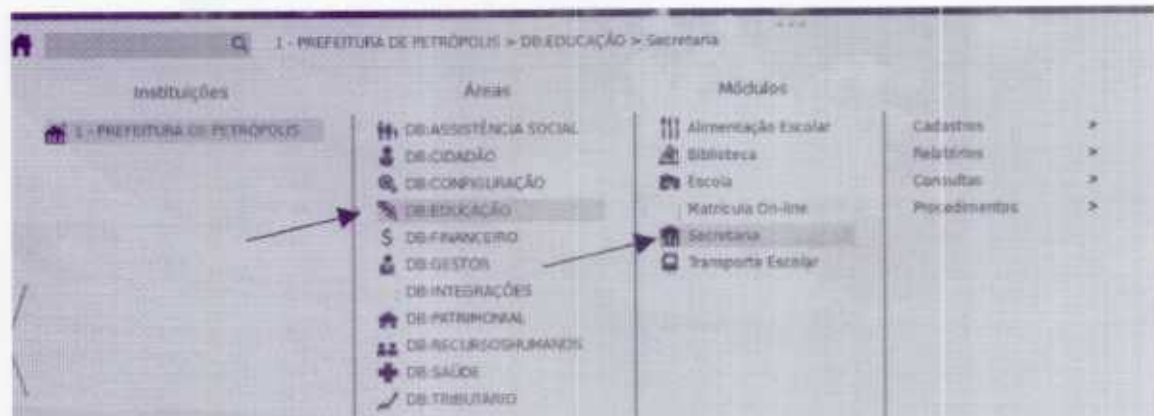 1 - PREFEITURA DE PETRÓPOLIS > DB:EDUCAÇÃO > Secretaria
Instituições
Áreas
Módulos
1 - PREFEITURA DE PETRÓPOLIS
DB:ASSISTÊNCIA SOCIAL
DB:CIDADÃO
DB:CONFIGURAÇÃO
DB:EDUCAÇÃO
DB:FINANCEIRO
DB:GESTOR
DB:INTEGRAÇÕES
DB:PATRIMONIAL
DB:RECURSOSHUMANOS
DB:SAÚDE
DB:TRIBUTÁRIO
Alimentação Escolar
Biblioteca
Escola
Matrícula On-line
Secretaria
Transporte Escolar
Cadastros >
Relatórios >
Consultas >
Procedimentos >